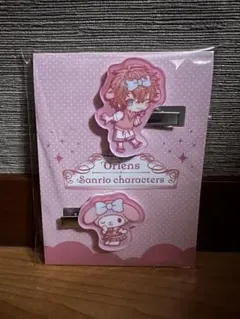 Oriens
×
Sanrio characters